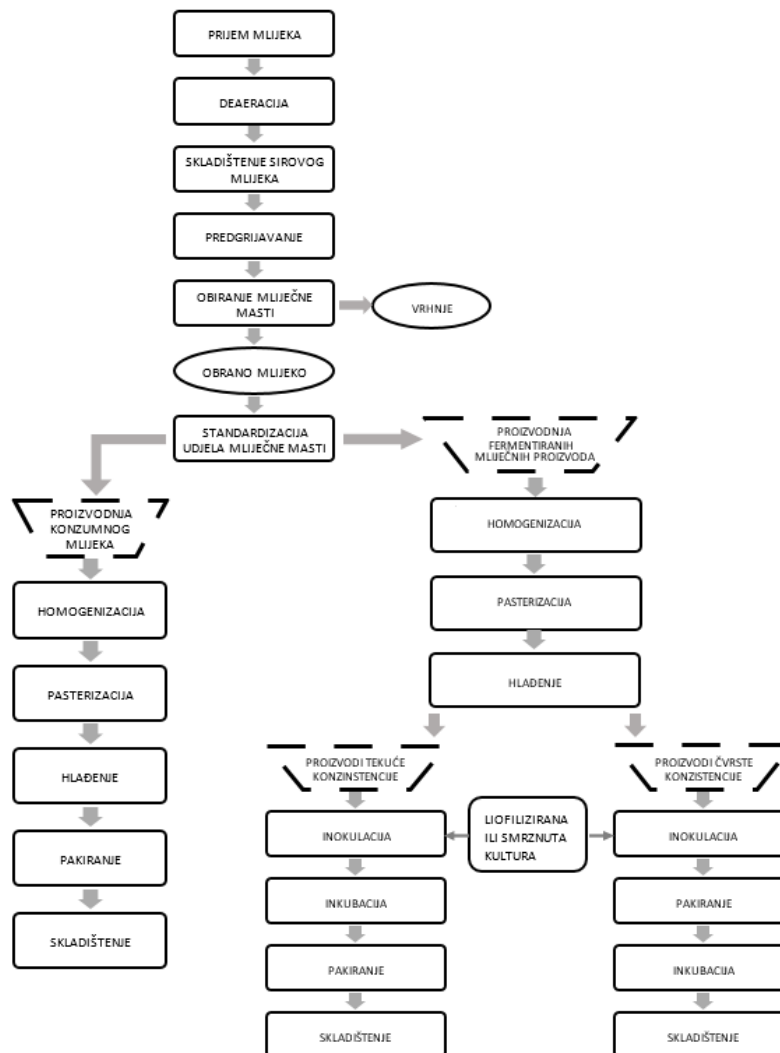 PRIJEM MLIJEKA
DEAERACIJA
SKLADIŠTENJE SIROVOG
MLIJEKA
PREDGRIJAVANJE
OBIRANJE MLIJEČNE
MASTI
VRHNJE
OBRANO MLIJEKO
STANDARDIZACIJA
UDJELA MLIJEČNE MASTI
PROIZVODNJA
KONZUMNOG
MLIJEKA
HOMOGENIZACIJA
PASTERIZACIJA
HLAĐENJE
PAKIRANJE
SKLADIŠTENJE
PROIZVODNJA
FERMENTIRANIH
MLIJEČNIH PROIZVODA
HOMOGENIZACIJA
PASTERIZACIJA
HLAĐENJE
PROIZVODI TEKUĆE
KONZINSTENCIJE
INOKULACIJA
INKUBACIJA
PAKIRANJE
SKLADIŠTENJE
LIOFILIZIRANA
ILI SMRZNUTA
KULTURA
PROIZVODI ČVRSTE
KONZISTENCIJE
INOKULACIJA
PAKIRANJE
INKUBACIJA
SKLADIŠTENJE